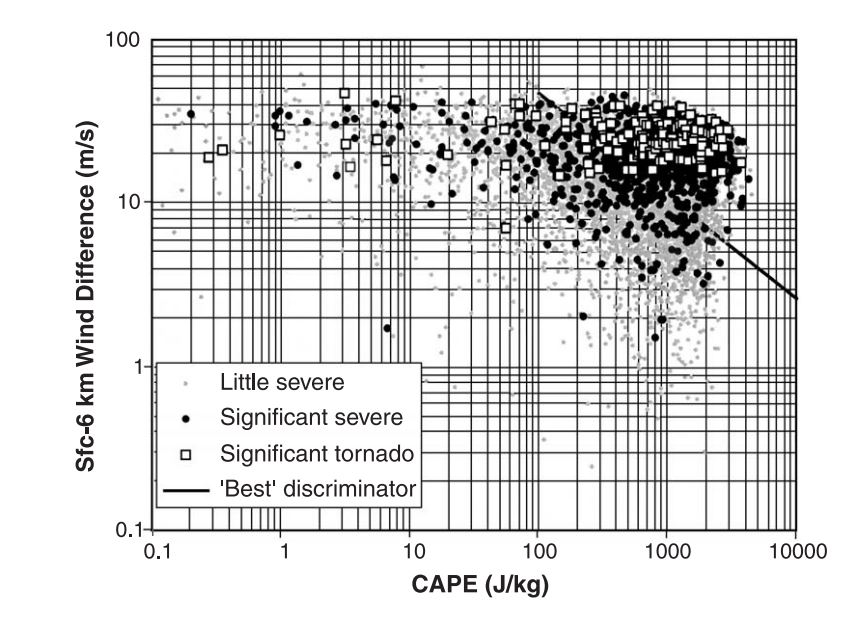 100
10
1
0.1
Sfc-6 km Wind Difference (m/s)
Little severe
Significant severe
Significant tornado
'Best' discriminator
0.1 1 10 100 1000 10000
CAPE (J/kg)